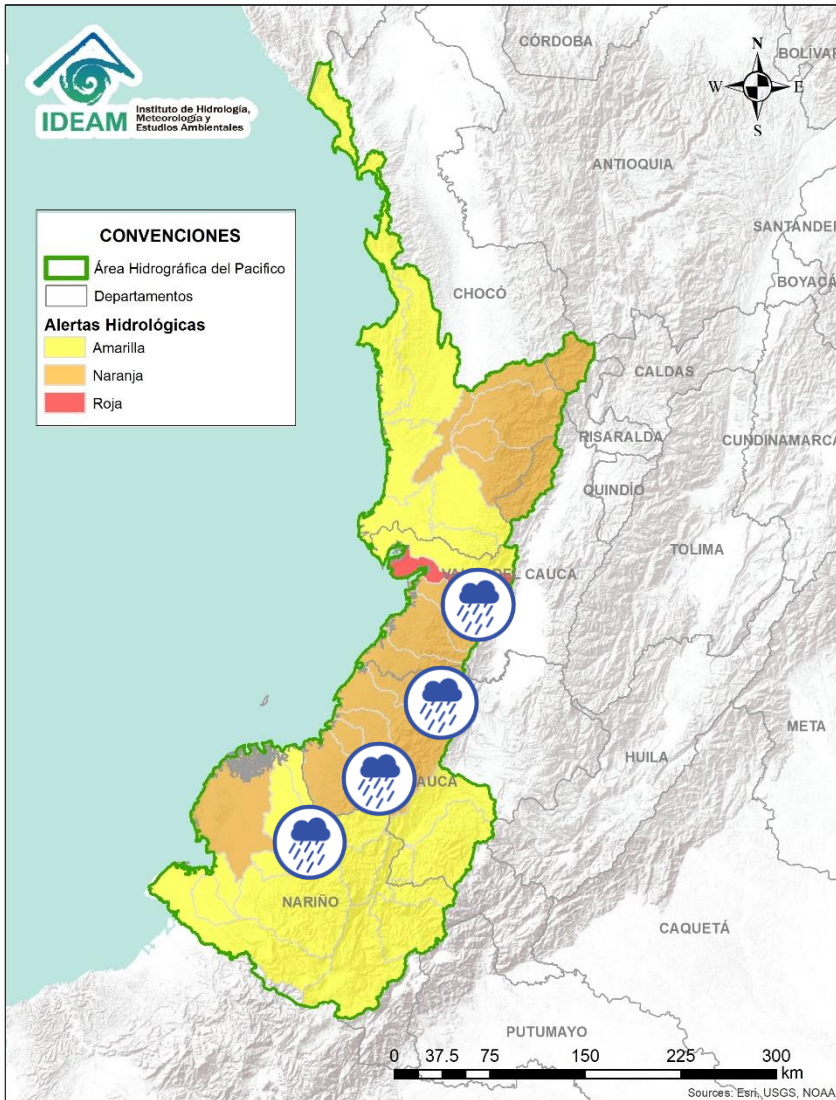 IDEAM
Instituto de Hidrología,
Meteorología y
Estudios Ambientales
CONVENCIONES
Área Hidrográfica del Pacifico
Departamentos
Alertas Hidrológicas
Amarilla
Naranja
Roja
N
W E
S
CÓRDOBA
BOLÍVAR
ANTIOQUIA
SANTANDER
BOYACÁ
CHOCÓ
CALDAS
RISARALDA
CUNDINAMARCA
QUINDÍO
TOLIMA
DEL CAUCA
META
HUILA
AUCA
NARIÑO
CAQUETÁ
PUTUMAYO
0 37.5 75 150 225 300
km
Sources: Esri, USGS, NOAA